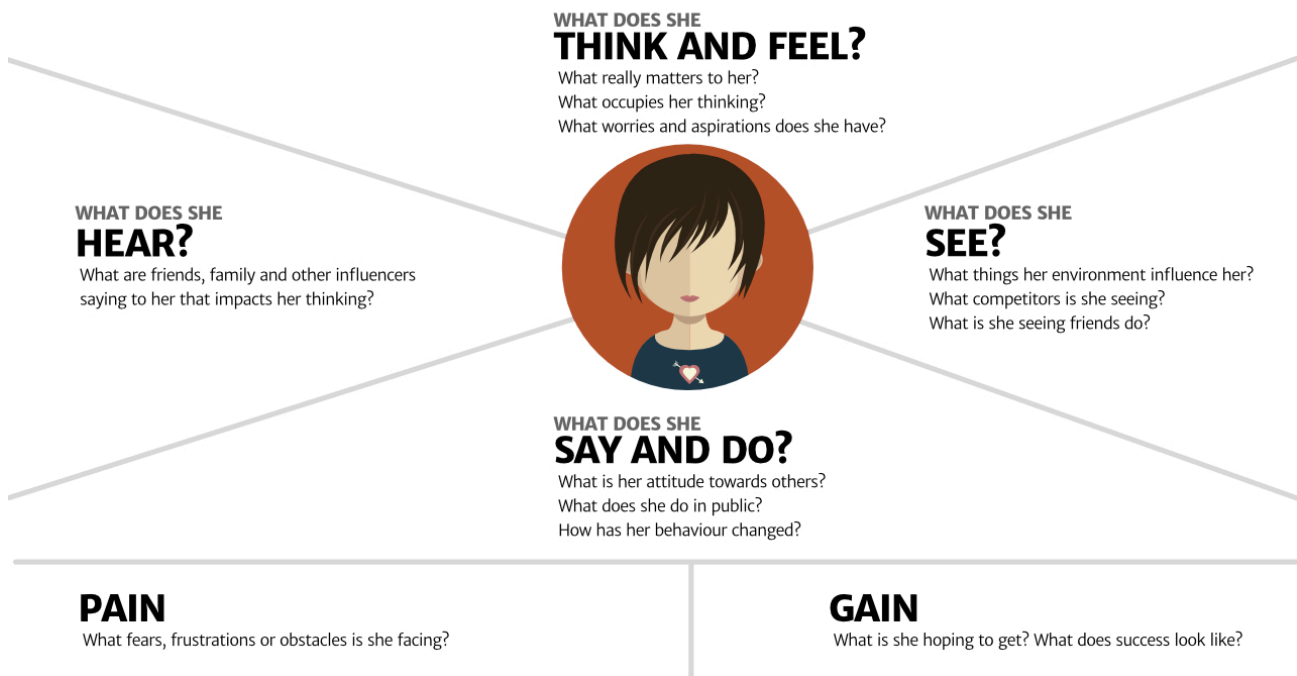 WHAT DOES SHE
THINK AND FEEL?
What really matters to her?
What occupies her thinking?
What worries and aspirations does she have?
WHAT DOES SHE
HEAR?
What are friends, family and other influencers
saying to her that impacts her thinking?
WHAT DOES SHE
SEE?
What things her environment influence her?
What competitors is she seeing?
What is she seeing friends do?
WHAT DOES SHE
SAY AND DO?
What is her attitude towards others?
What does she do in public?
How has her behaviour changed?
PAIN
What fears, frustrations or obstacles is she facing?
GAIN
What is she hoping to get? What does success look like?